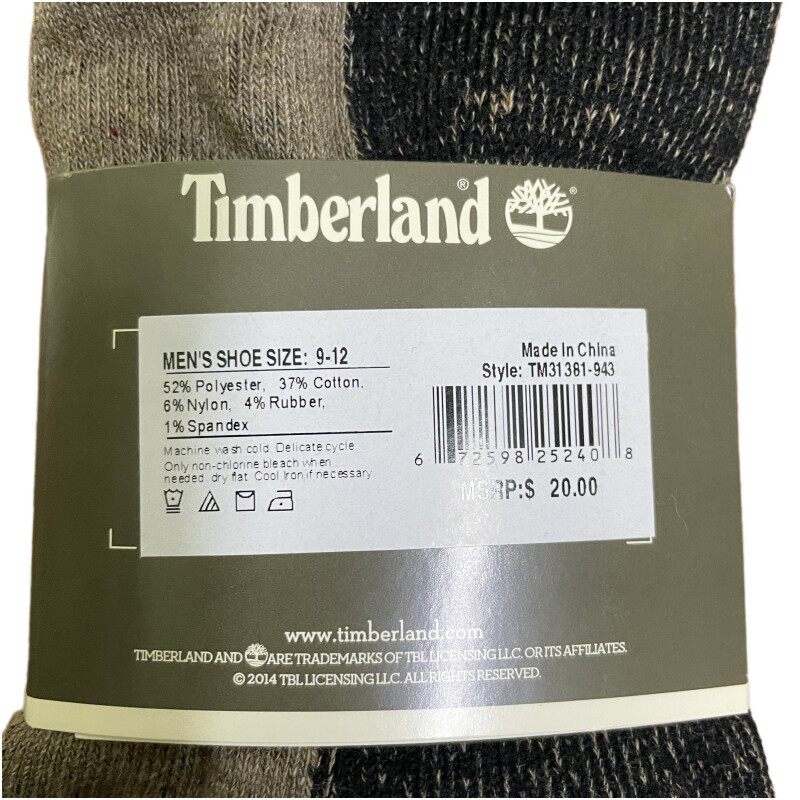 Timberland®
®
MEN'S SHOE SIZE: 9-12
52% Polyester, 37% Cotton,
6% Nylon, 4% Rubber,
1% Spandex
Machine wash cold. Delicate cycle
Only non-chlorine bleach when
needed. dry flat. Cool Iron if necessary
Made In China
Style: TM31381-943
6 72598 25240 8
MSRP:$ 20.00
www.timberland.com
TIMBERLAND AND ARE TRADEMARKS OF TBL LICENSING LLC. OR ITS AFFILIATES.
© 2014 TBL LICENSING LLC. ALL RIGHTS RESERVED.